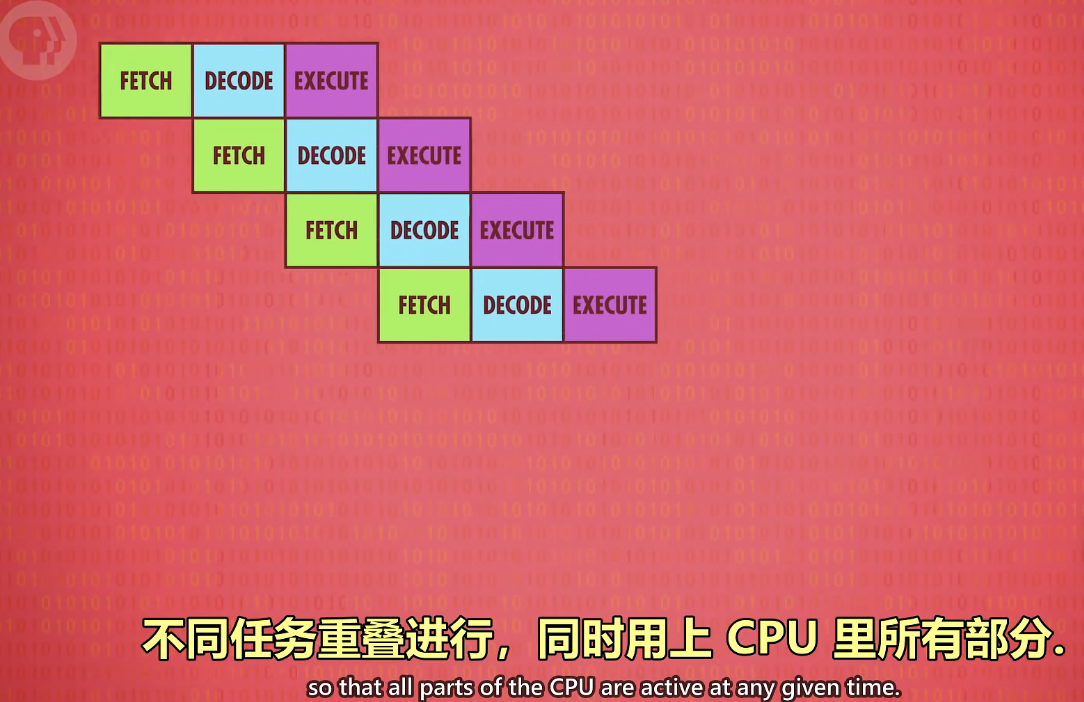 FETCH DECODE EXECUTE
FETCH DECODE EXECUTE
FETCH DECODE EXECUTE
FETCH DECODE EXECUTE
不同任务重叠进行，同时用上 CPU 里所有部分.
so that all parts of the CPU are active at any given time.